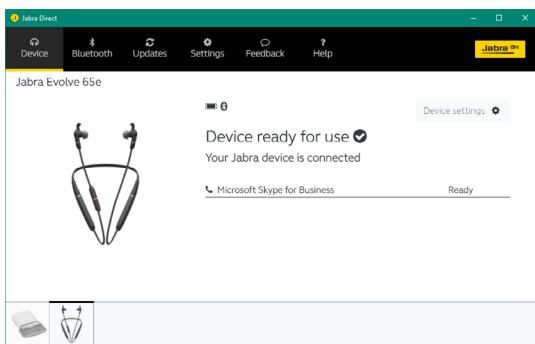 Jabra Direct
Device Bluetooth Updates Settings Feedback Help
Jabra GN
Jabra Evolve 65e
Device settings
Device ready for use
Your Jabra device is connected
Microsoft Skype for Business Ready